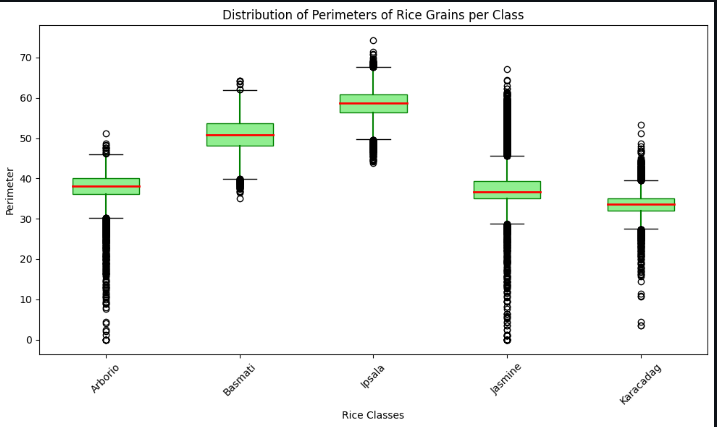 Distribution of Perimeters of Rice Grains per Class
Perimeter
70
60
50
40
30
20
10
0
Arborio
Basmati
Ipsala
Jasmine
Karacadag
Rice Classes